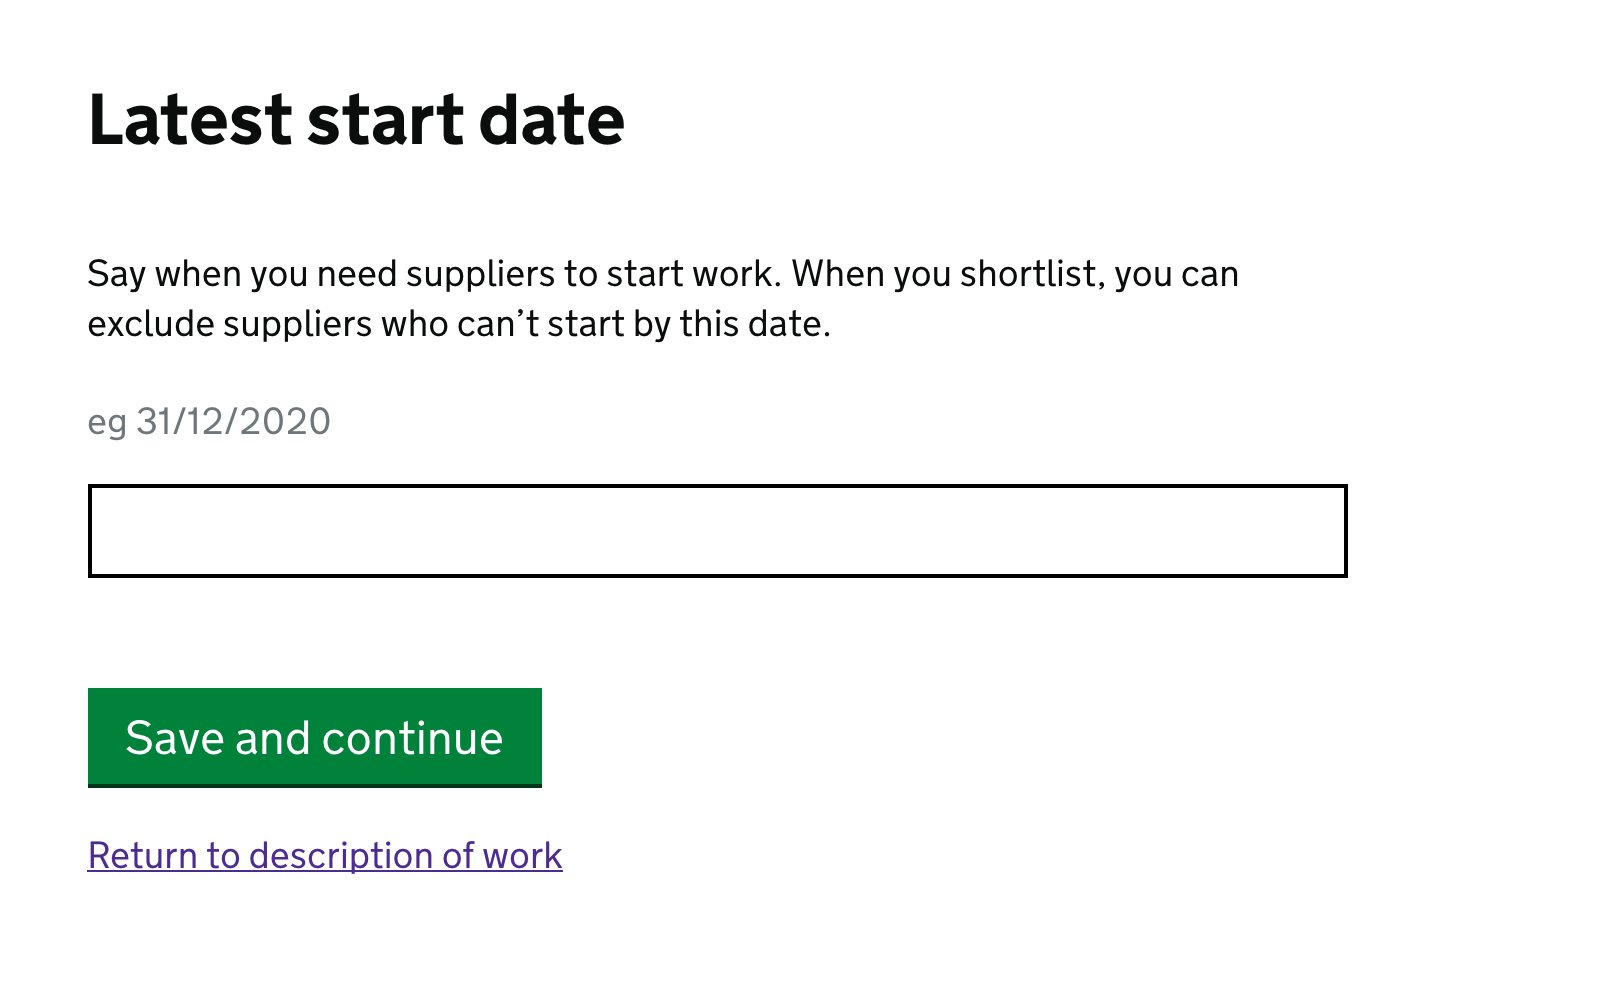 Latest start date
Say when you need suppliers to start work. When you shortlist, you can
exclude suppliers who can’t start by this date.
eg 31/12/2020
Save and continue
Return to description of work